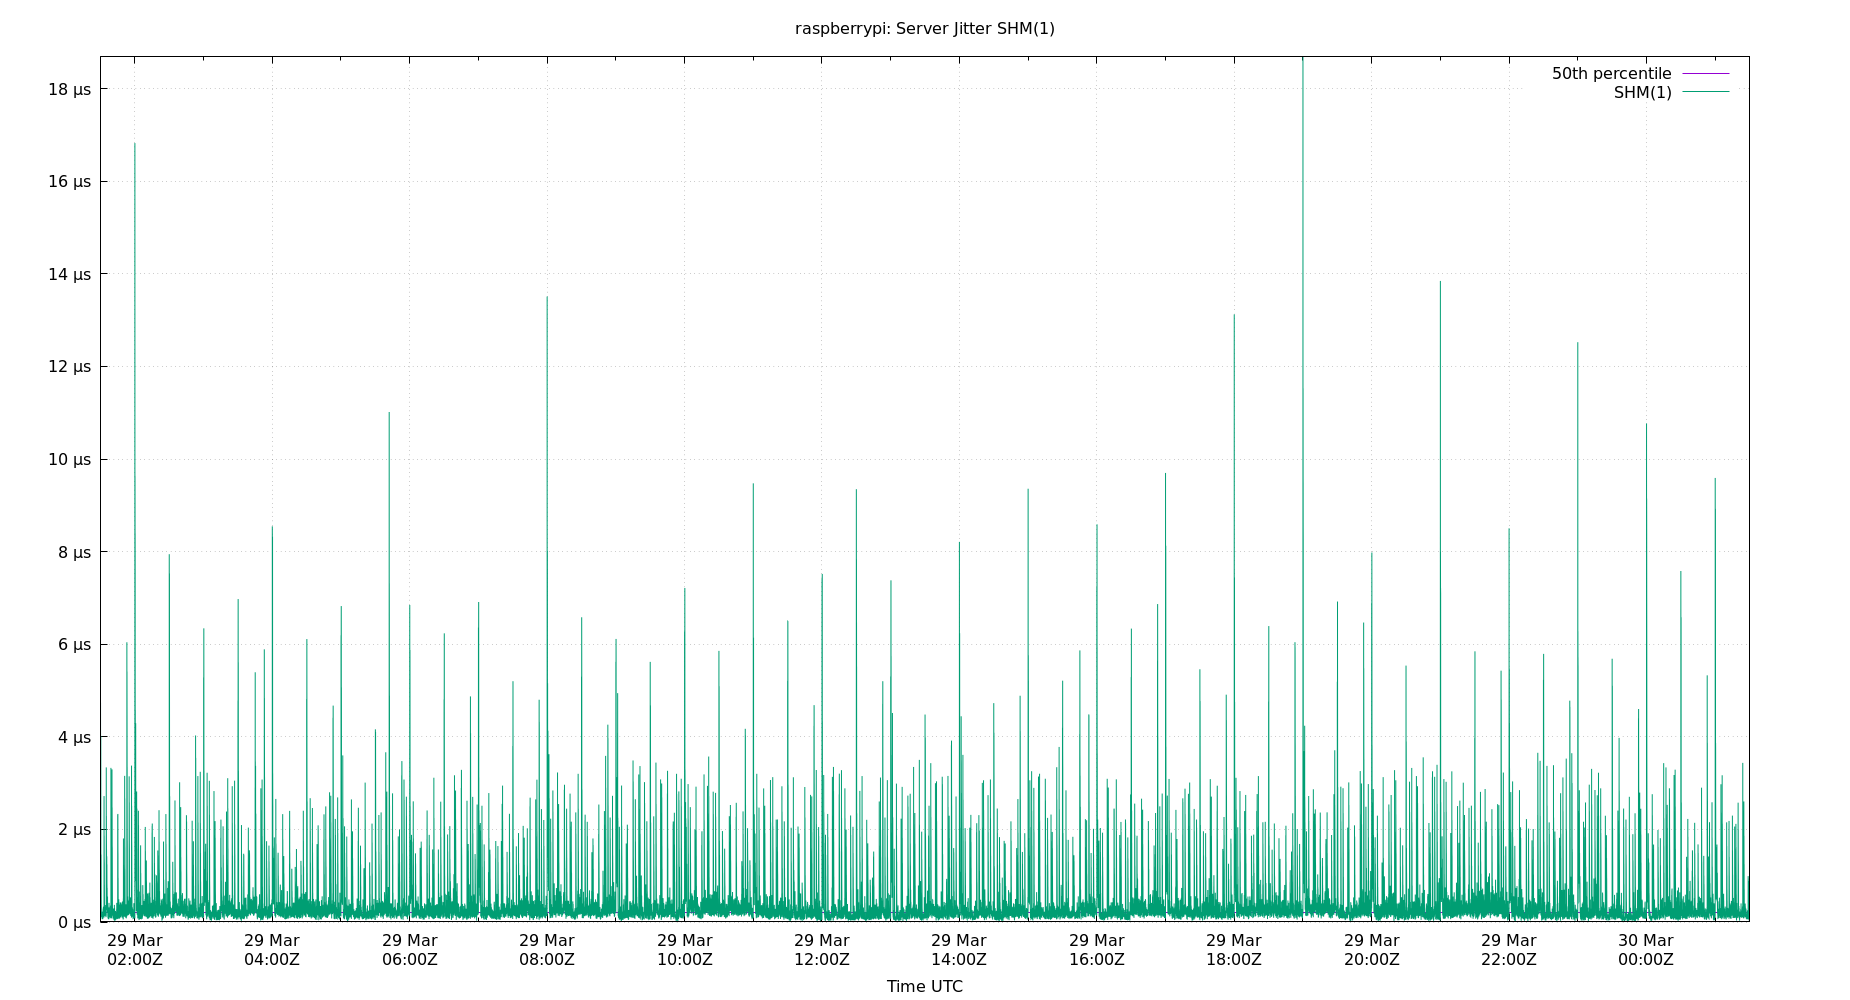 raspberrypi: Server Jitter SHM(1)
50th percentile
SHM(1)
18 µs
16 µs
14 µs
12 µs
10 µs
8 µs
6 µs
4 µs
2 µs
0 µs
29 Mar 29 Mar 29 Mar 29 Mar 29 Mar 29 Mar 29 Mar 29 Mar 29 Mar 29 Mar 29 Mar 30 Mar
02:00Z 04:00Z 06:00Z 08:00Z 10:00Z 12:00Z 14:00Z 16:00Z 18:00Z 20:00Z 22:00Z 00:00Z
Time UTC